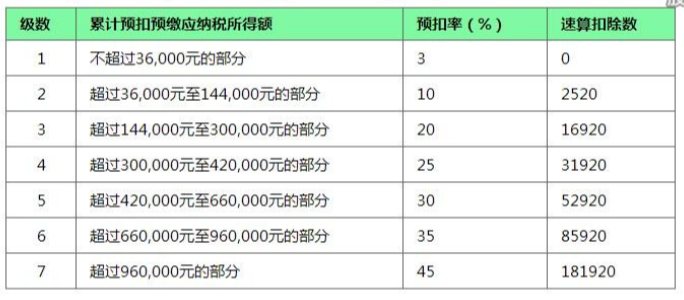 级数 累计预扣预缴应纳税所得额 预扣率（%） 速算扣除数
1 不超过36,000元的部分 3 0
2 超过36,000元至144,000元的部分 10 2520
3 超过144,000元至300,000元的部分 20 16920
4 超过300,000元至420,000元的部分 25 31920
5 超过420,000元至660,000元的部分 30 52920
6 超过660,000元至960,000元的部分 35 85920
7 超过960,000元的部分 45 181920